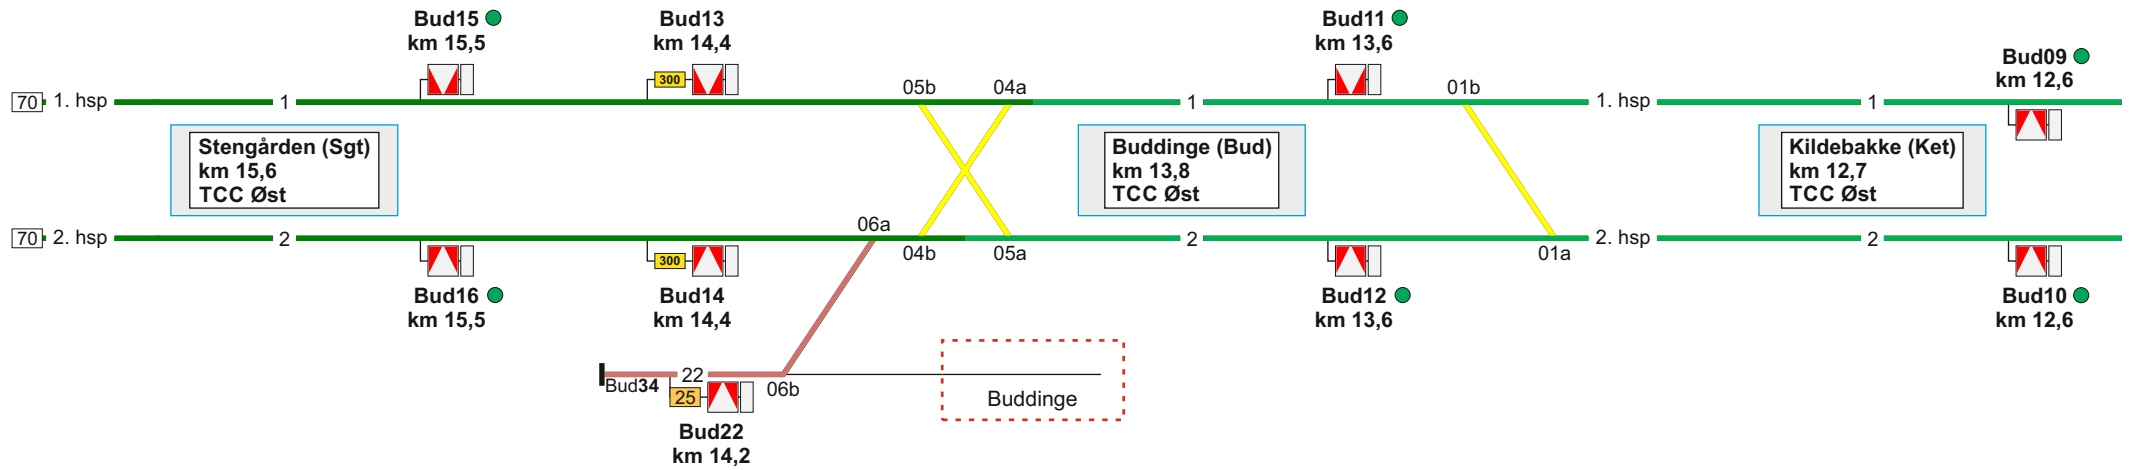 Bud15
km 15,5
Bud13
km 14,4
Bud11
km 13,6
Bud09
km 12,6
300
05b
04a
01b
70
1. hsp
1
1
1. hsp
1
Stengården (Sgt)
km 15,6
TCC Øst
Buddinge (Bud)
km 13,8
TCC Øst
Kildebakke (Ket)
km 12,7
TCC Øst
06a
70
2. hsp
2
2
2. hsp
2
04b
05a
01a
300
Bud16
km 15,5
Bud14
km 14,4
Bud12
km 13,6
Bud10
km 12,6
22
Bud34
06b
25
Buddinge
Bud22
km 14,2